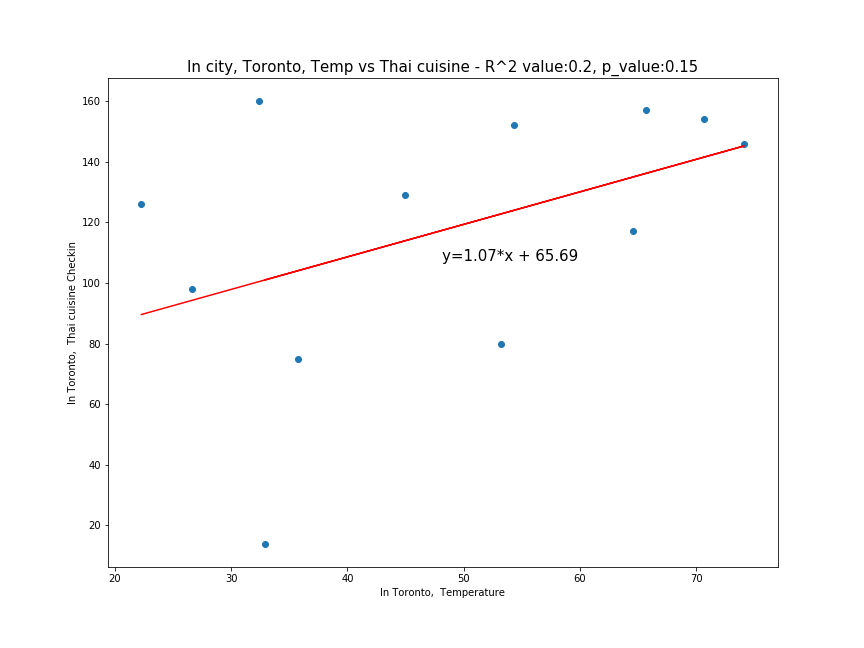 In city, Toronto, Temp vs Thai cuisine - R^2 value:0.2, p_value:0.15
160
140
120
100
80
60
40
20
In Toronto,  Thai cuisine Checkin
y=1.07*x + 65.69
20 30 40 50 60 70
In Toronto,  Temperature